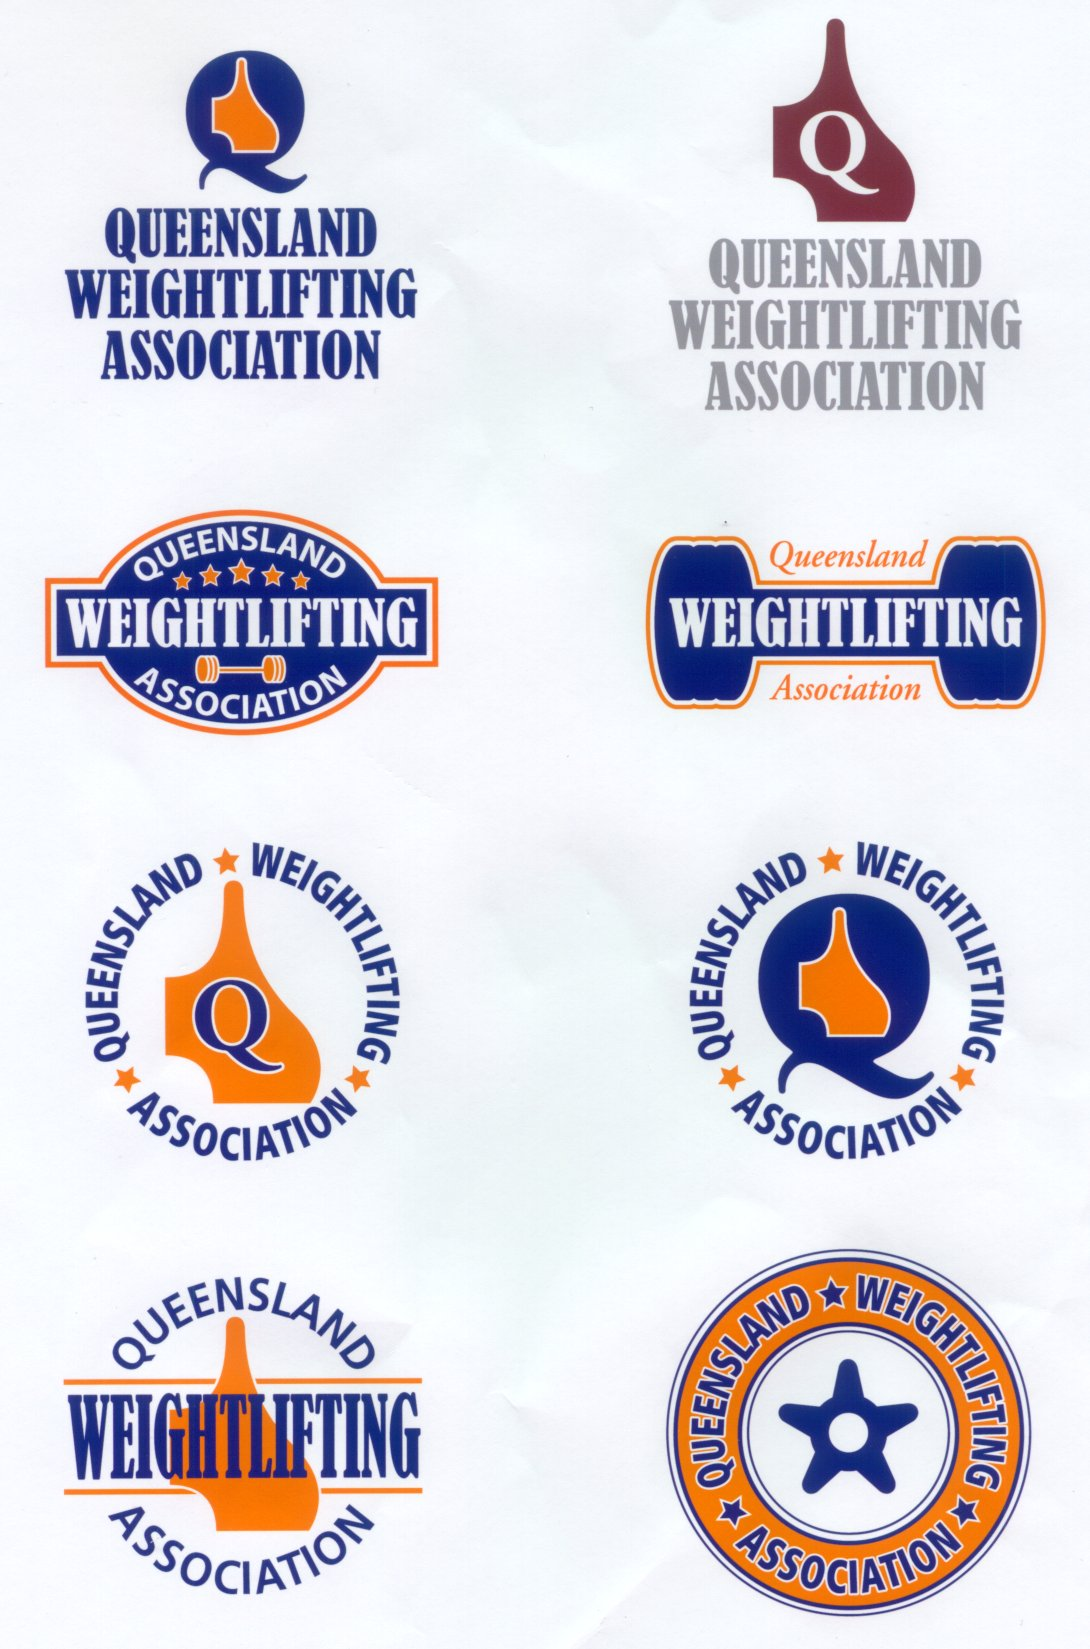 Q
QUEENSLAND
WEIGHTLIFTING
ASSOCIATION
Q
QUEENSLAND
WEIGHTLIFTING
ASSOCIATION
QUEENSLAND
WEIGHTLIFTING
ASSOCIATION
Queensland
WEIGHTLIFTING
Association
QUEENSLAND WEIGHTLIFTING
Q
ASSOCIATION
QUEENSLAND WEIGHTLIFTING
Q
ASSOCIATION
QUEENSLAND
WEIGHTLIFTING
ASSOCIATION
QUEENSLAND WEIGHTLIFTING
ASSOCIATION